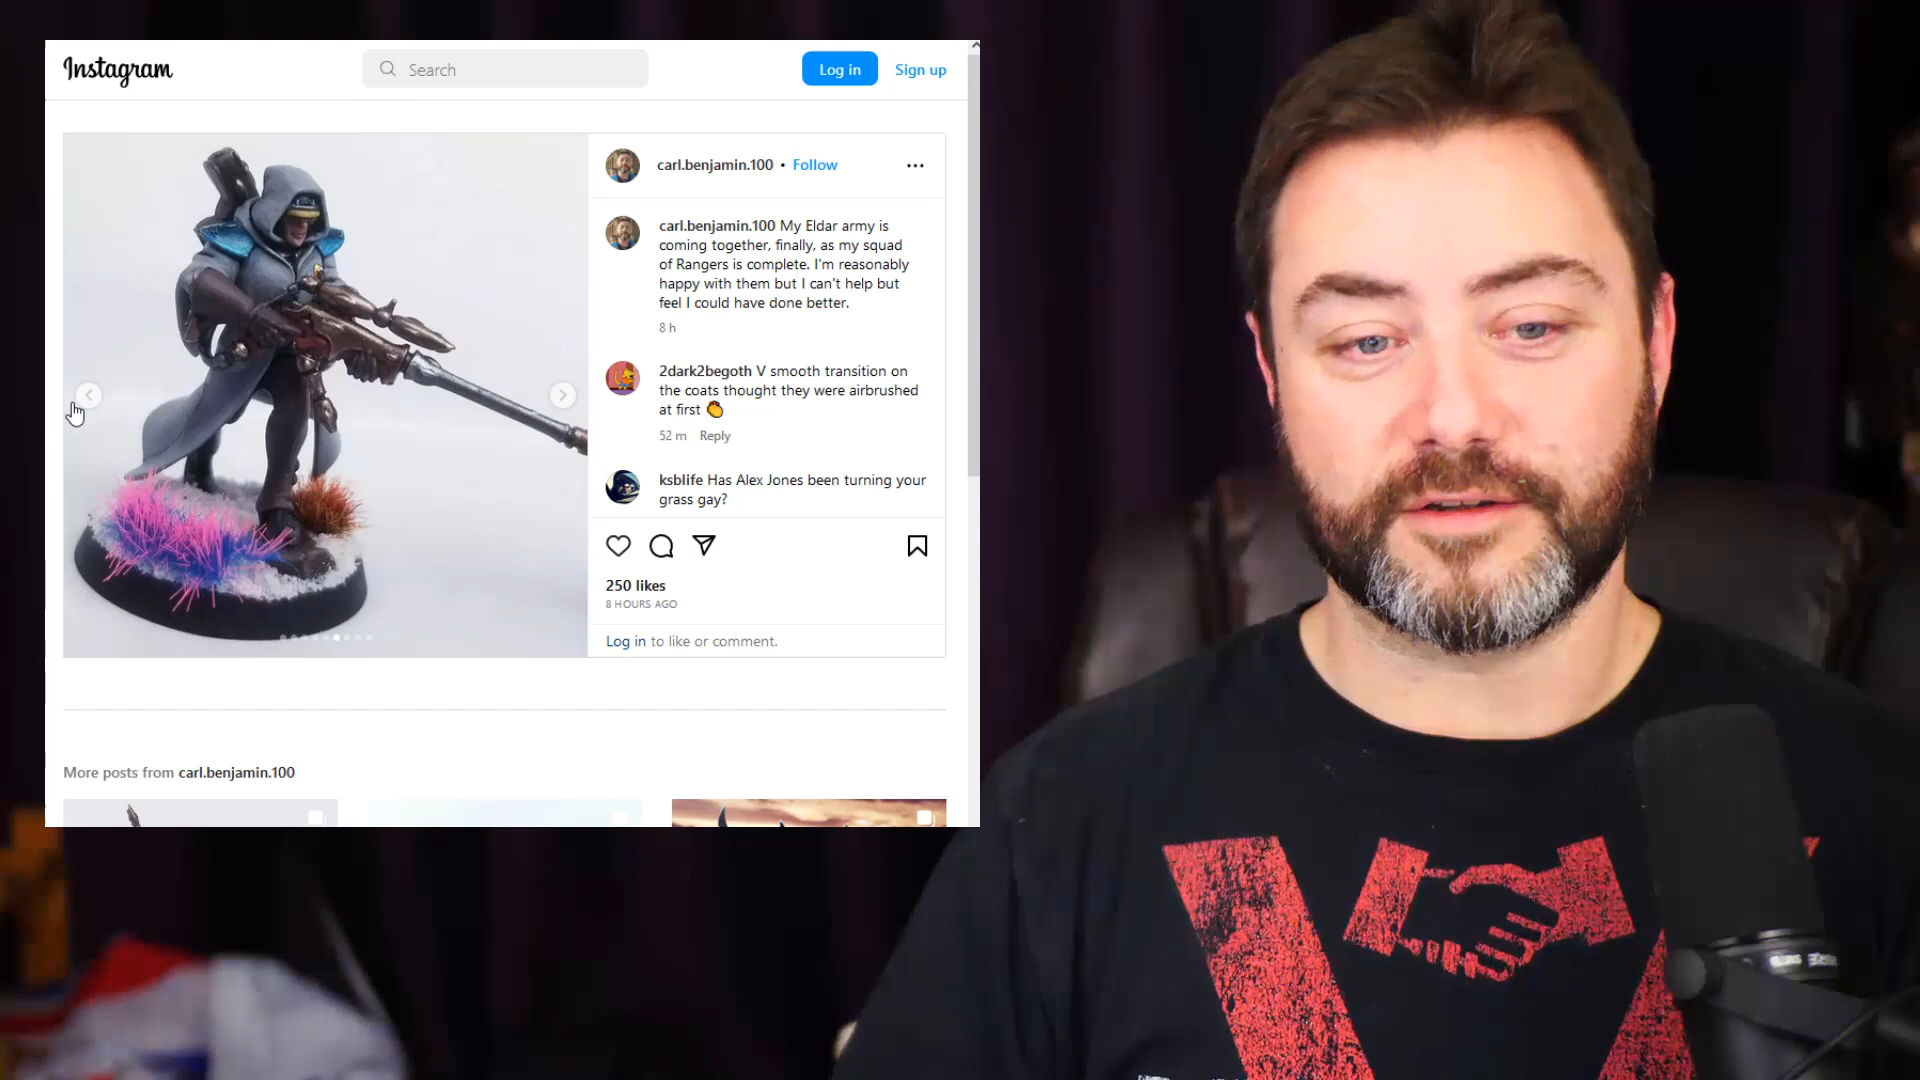 Instagram
Search
Log in
Sign up
carl.benjamin.100 • Follow
carl.benjamin.100 My Eldar army is
coming together, finally, as my squad
of Rangers is complete. I'm reasonably
happy with them but I can't help but
feel I could have done better.
8 h
2dark2begoth V smooth transition on
the coats thought they were airbrushed
at first 👏
52 m Reply
ksblife Has Alex Jones been turning your
grass gay?
250 likes
8 HOURS AGO
Log in to like or comment.
More posts from carl.benjamin.100